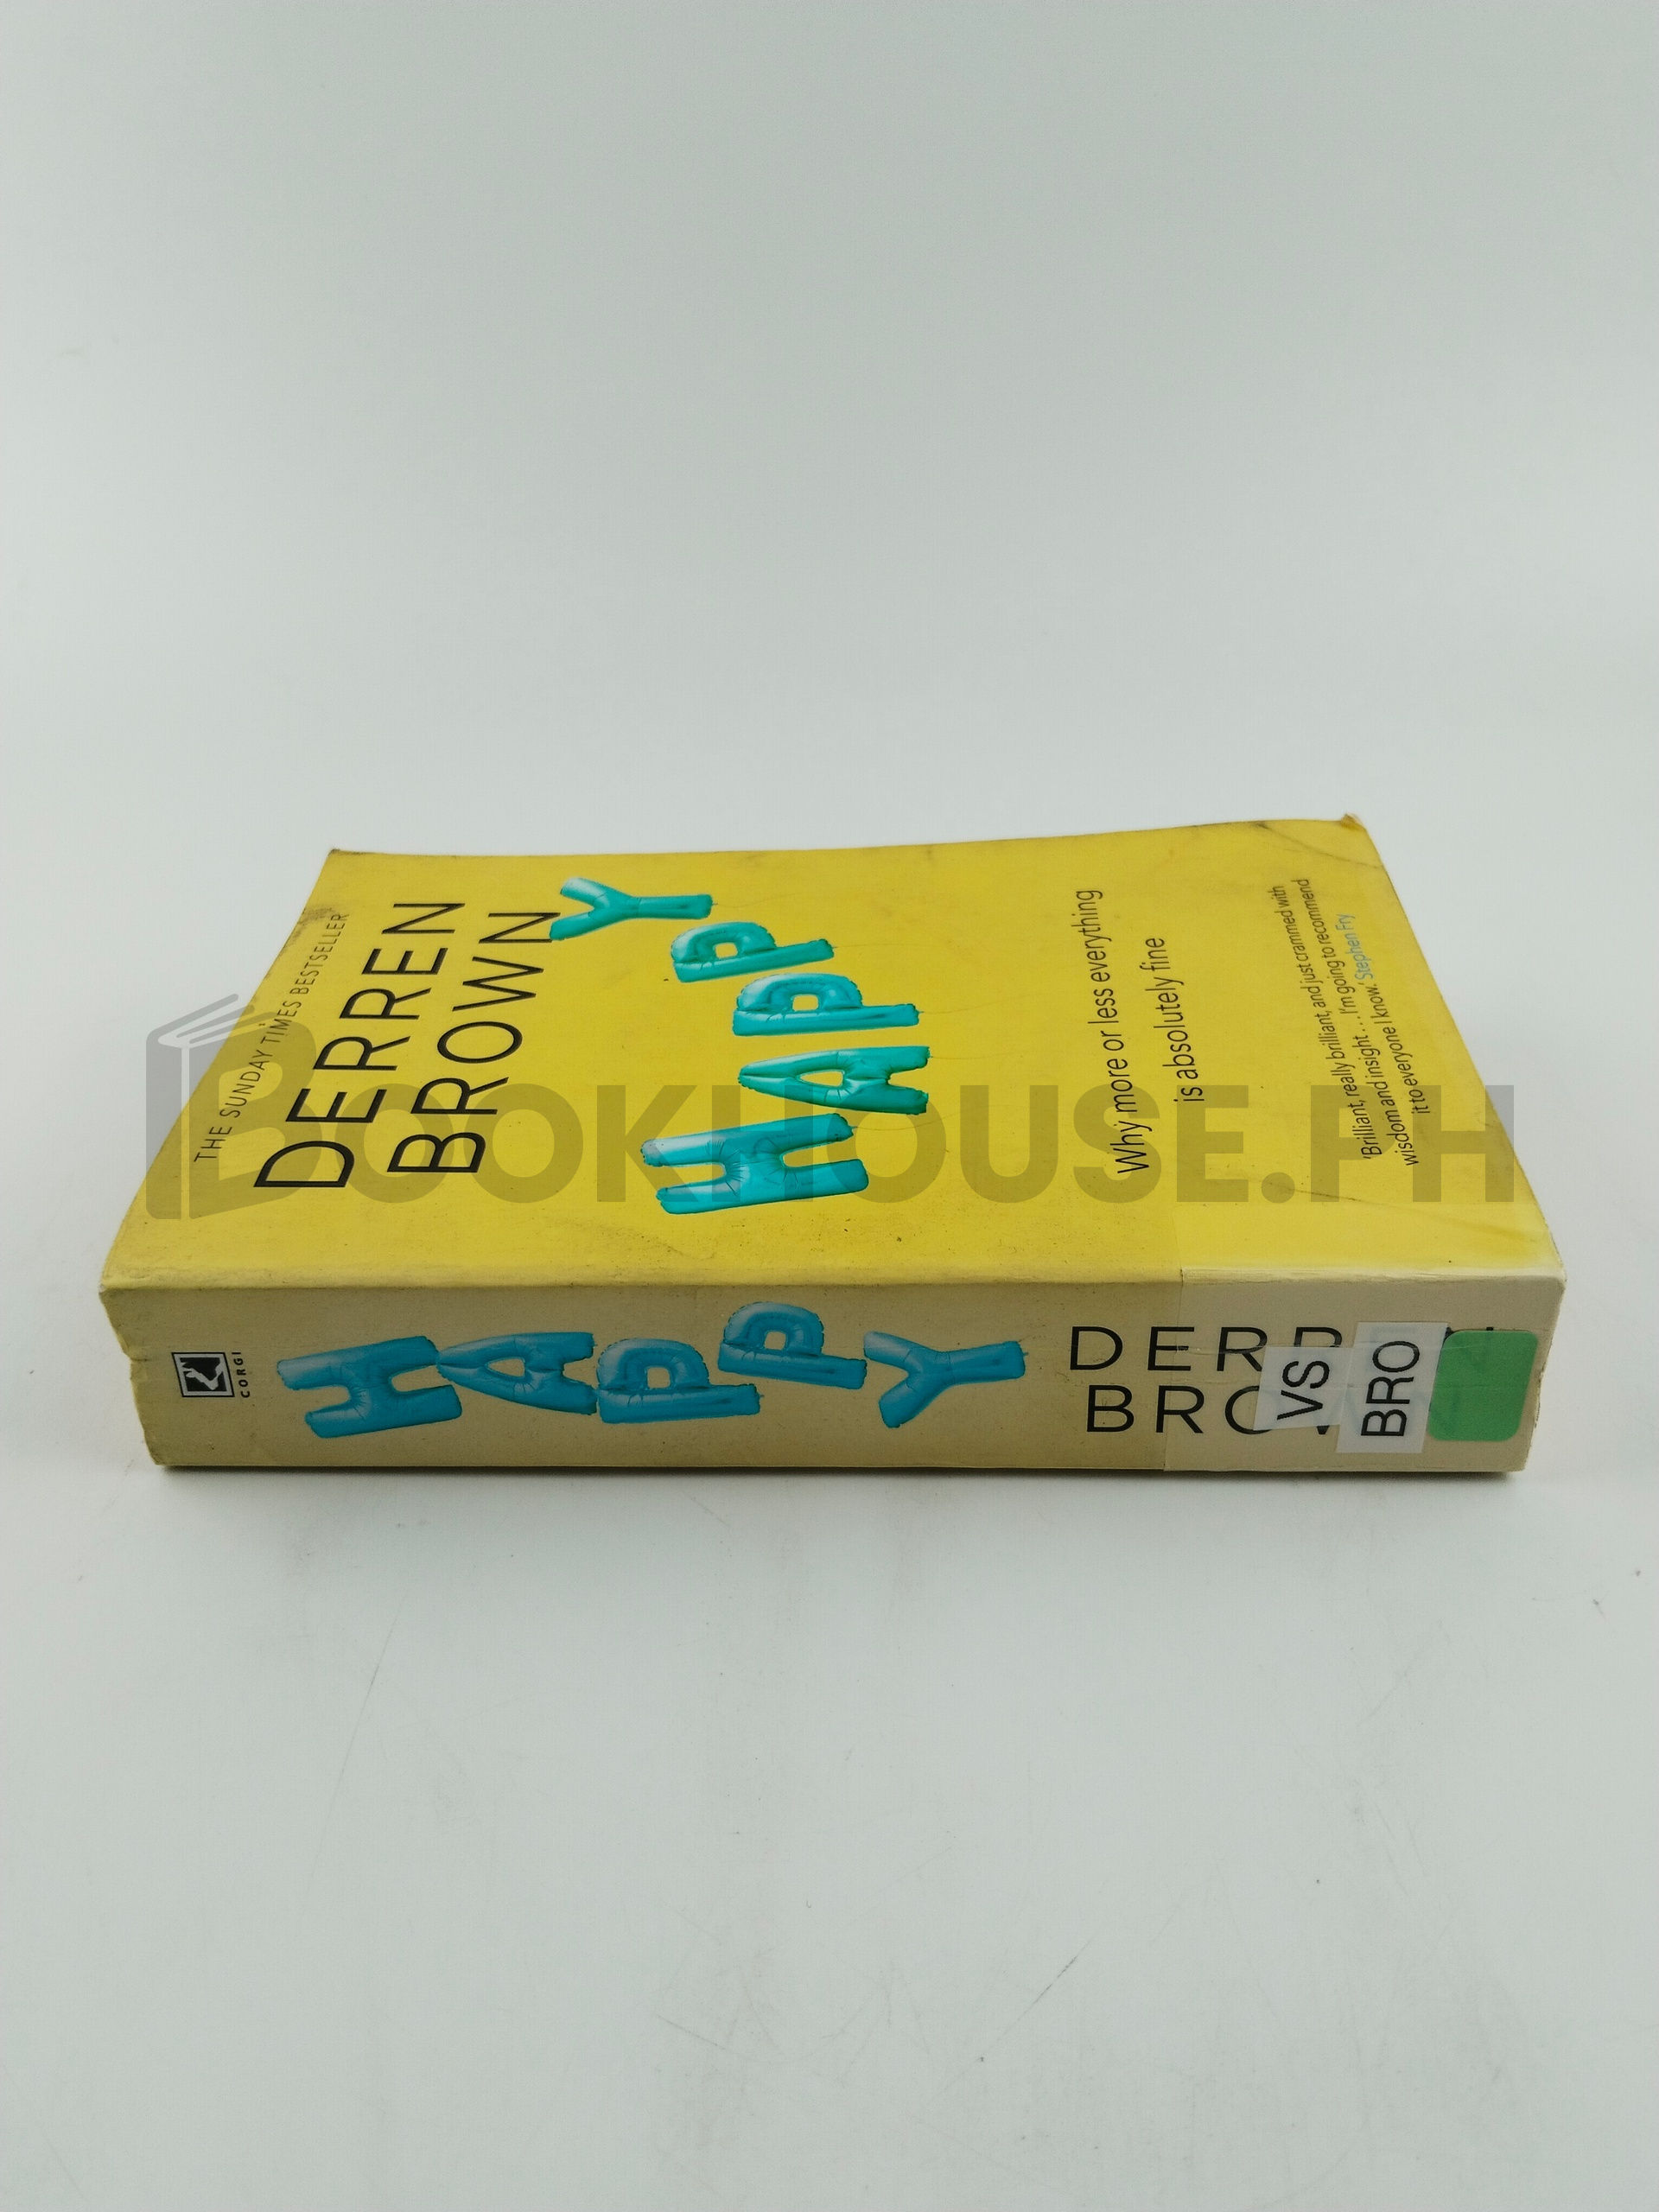 THE SUNDAY TIMES BESTSELLER
DERREN
BROWN
HAPPY
Why more or less everything
is absolutely fine
'Brilliant, really brilliant, and just crammed with
wisdom and insight . . . I'm going to recommend
it to everyone I know.' Stephen Fry
BOOKHOUSE.PH
CORGI
HAPPY
DERREN
BROWN
VS
BRO